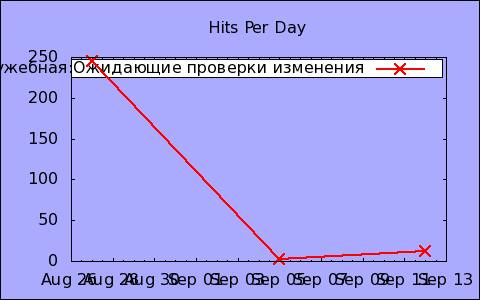 Hits Per Day
250
ужебная:Ожидающие проверки изменения
200
150
100
50
0
Aug 26 Aug 28 Aug 30 Sep 01 Sep 03 Sep 05 Sep 07 Sep 09 Sep 11 Sep 13